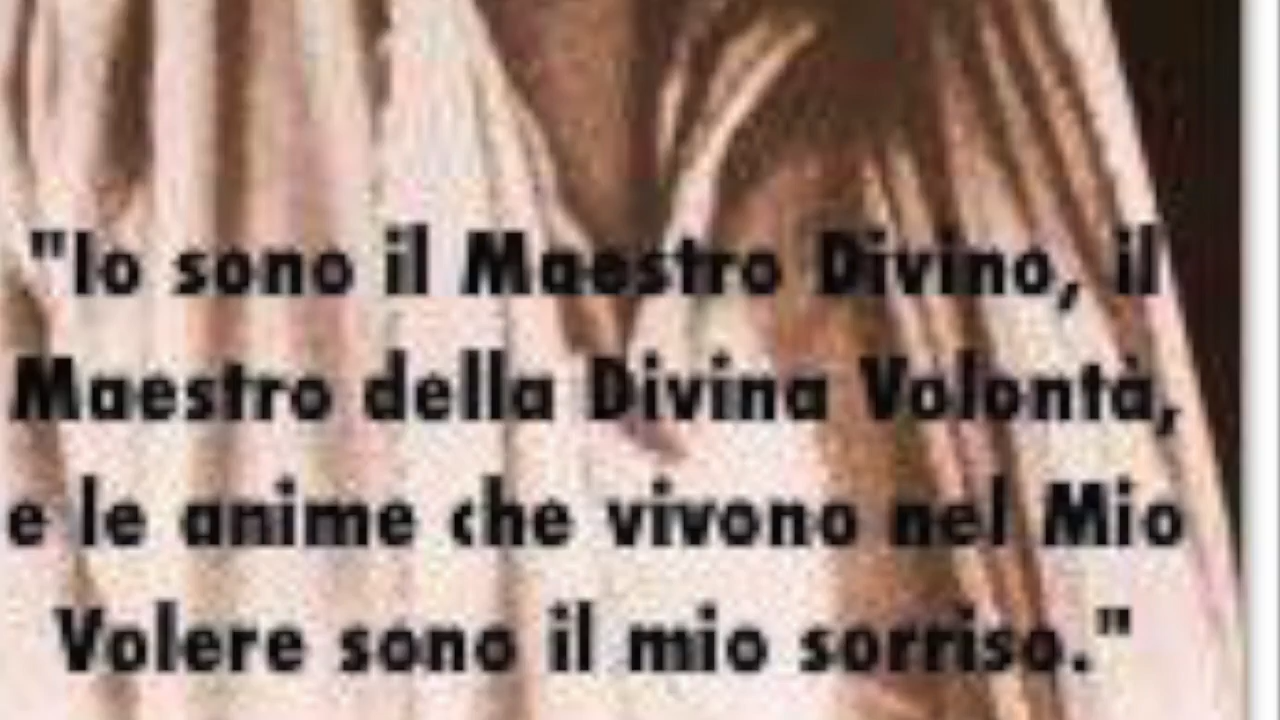 "Io sono il Maestro Divino, il
Maestro della Divina Volontà,
e le anime che vivono nel Mio
Volere sono il mio sorriso."